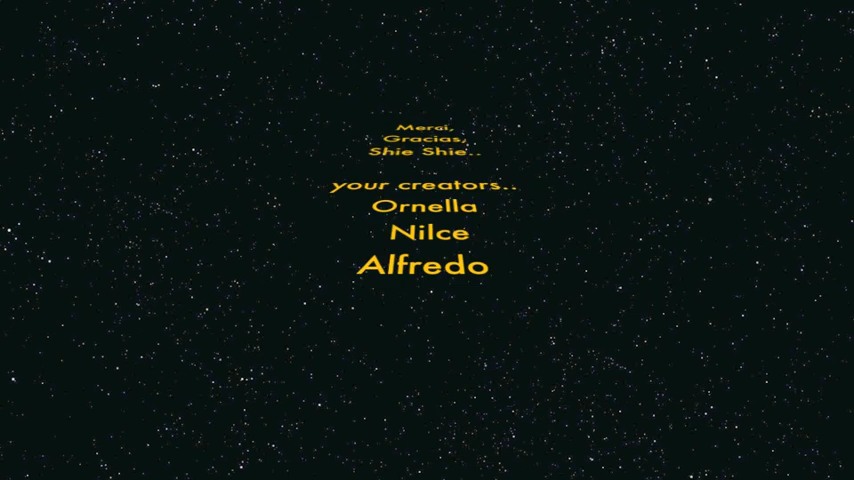 Merci,
Gracias,
Shie Shie..
your creators..
Ornella
Nilce
Alfredo